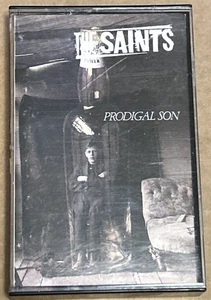 THE SAINTS
PRODIGAL SON